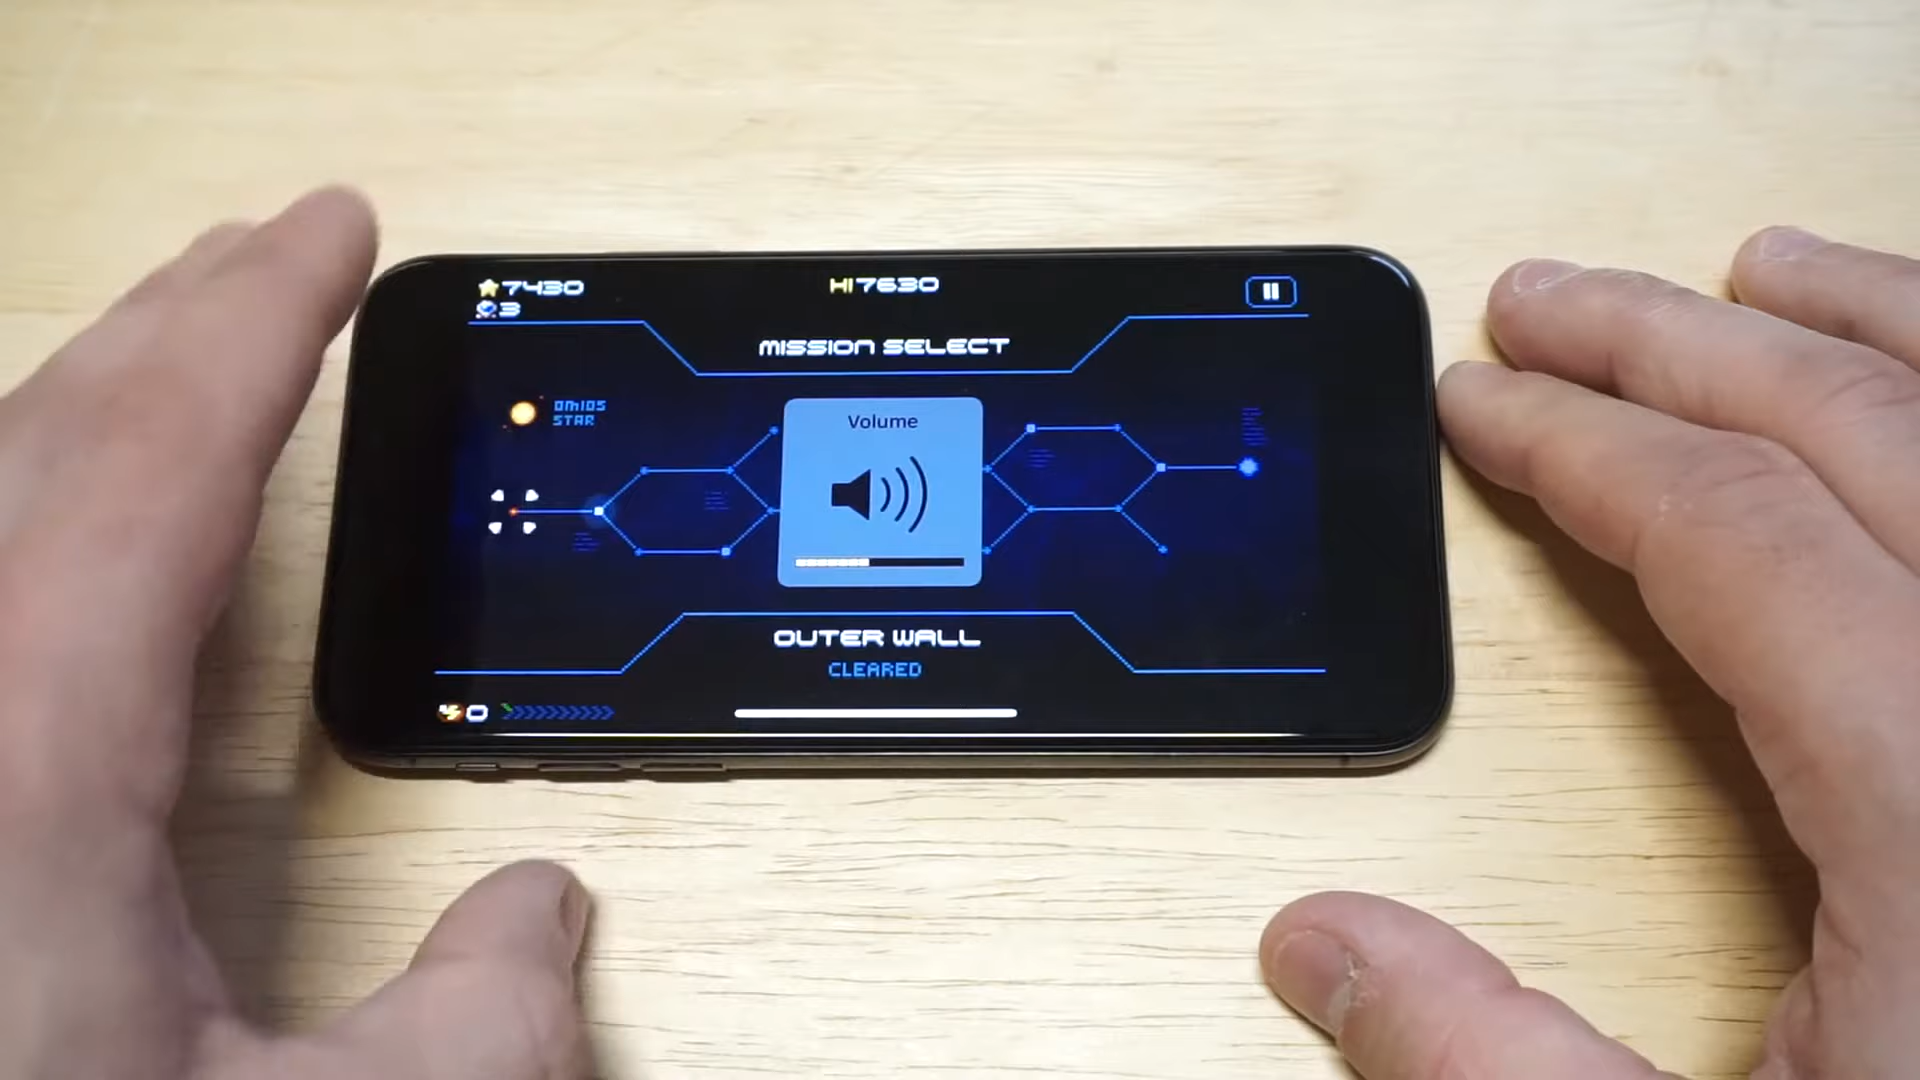 7430
HI 7630
3
MISSION SELECT
OMIOS
STAR
Volume
OUTER WALL
CLEARED
0